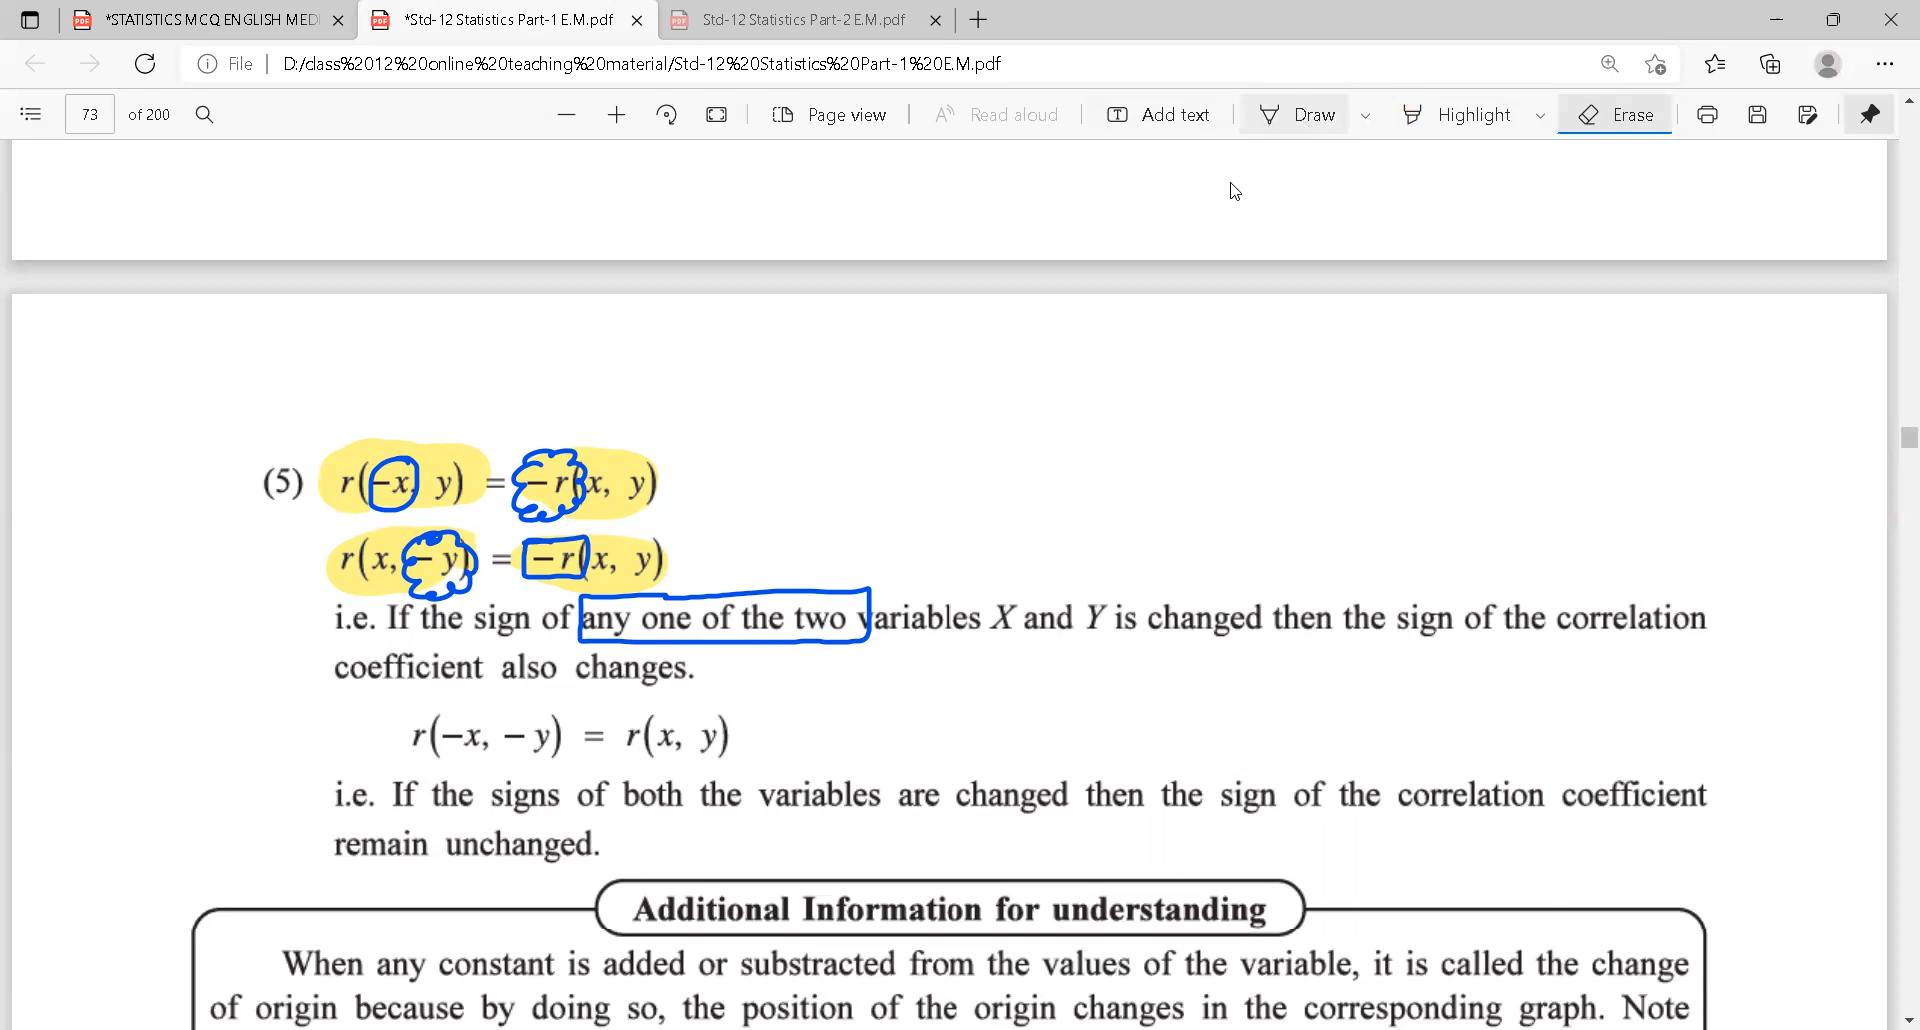 *STATISTICS MCQ ENGLISH MEDI
*Std-12 Statistics Part-1 E.M.pdf
Std-12 Statistics Part-2 E.M.pdf
File | D:/class%2012%20online%20teaching%20material/Std-12%20Statistics%20Part-1%20E.M.pdf
73 of 200 Page view Read aloud Add text Draw Highlight Erase
(5) r(−x, y) = −r(x, y)
r(x, − y) = −r(x, y)
i.e. If the sign of any one of the two variables X and Y is changed then the sign of the correlation
coefficient also changes.
r(−x, − y) = r(x, y)
i.e. If the signs of both the variables are changed then the sign of the correlation coefficient
remain unchanged.
Additional Information for understanding
When any constant is added or substracted from the values of the variable, it is called the change
of origin because by doing so, the position of the origin changes in the corresponding graph. Note